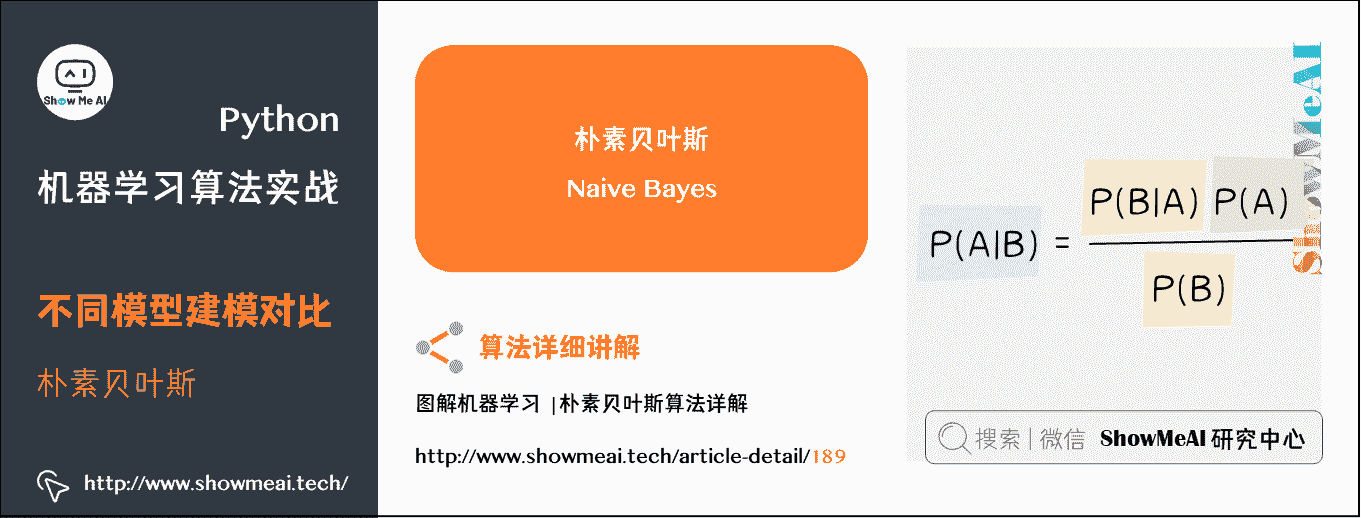 Show Me AI
Python
机器学习算法实战
不同模型建模对比
朴素贝叶斯
http://www.showmeai.tech/
朴素贝叶斯
Naive Bayes
算法详细讲解
图解机器学习 |朴素贝叶斯算法详解
http://www.showmeai.tech/article-detail/189
P(A|B) = P(B|A) P(A)
P(B)
ShowMeAI
搜索 | 微信 ShowMeAI 研究中心